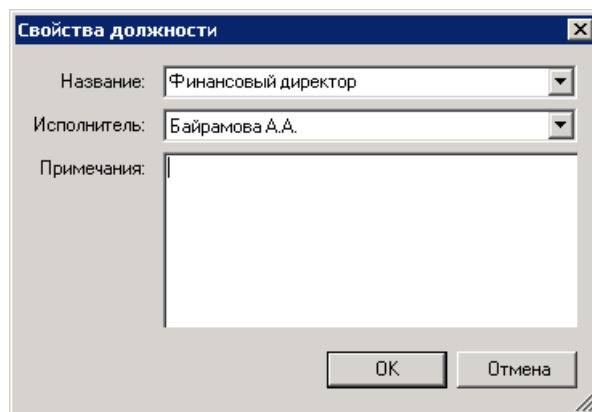 Свойства должности
Название: Финансовый директор
Исполнитель: Байрамова А.А.
Примечания:
OK Отмена